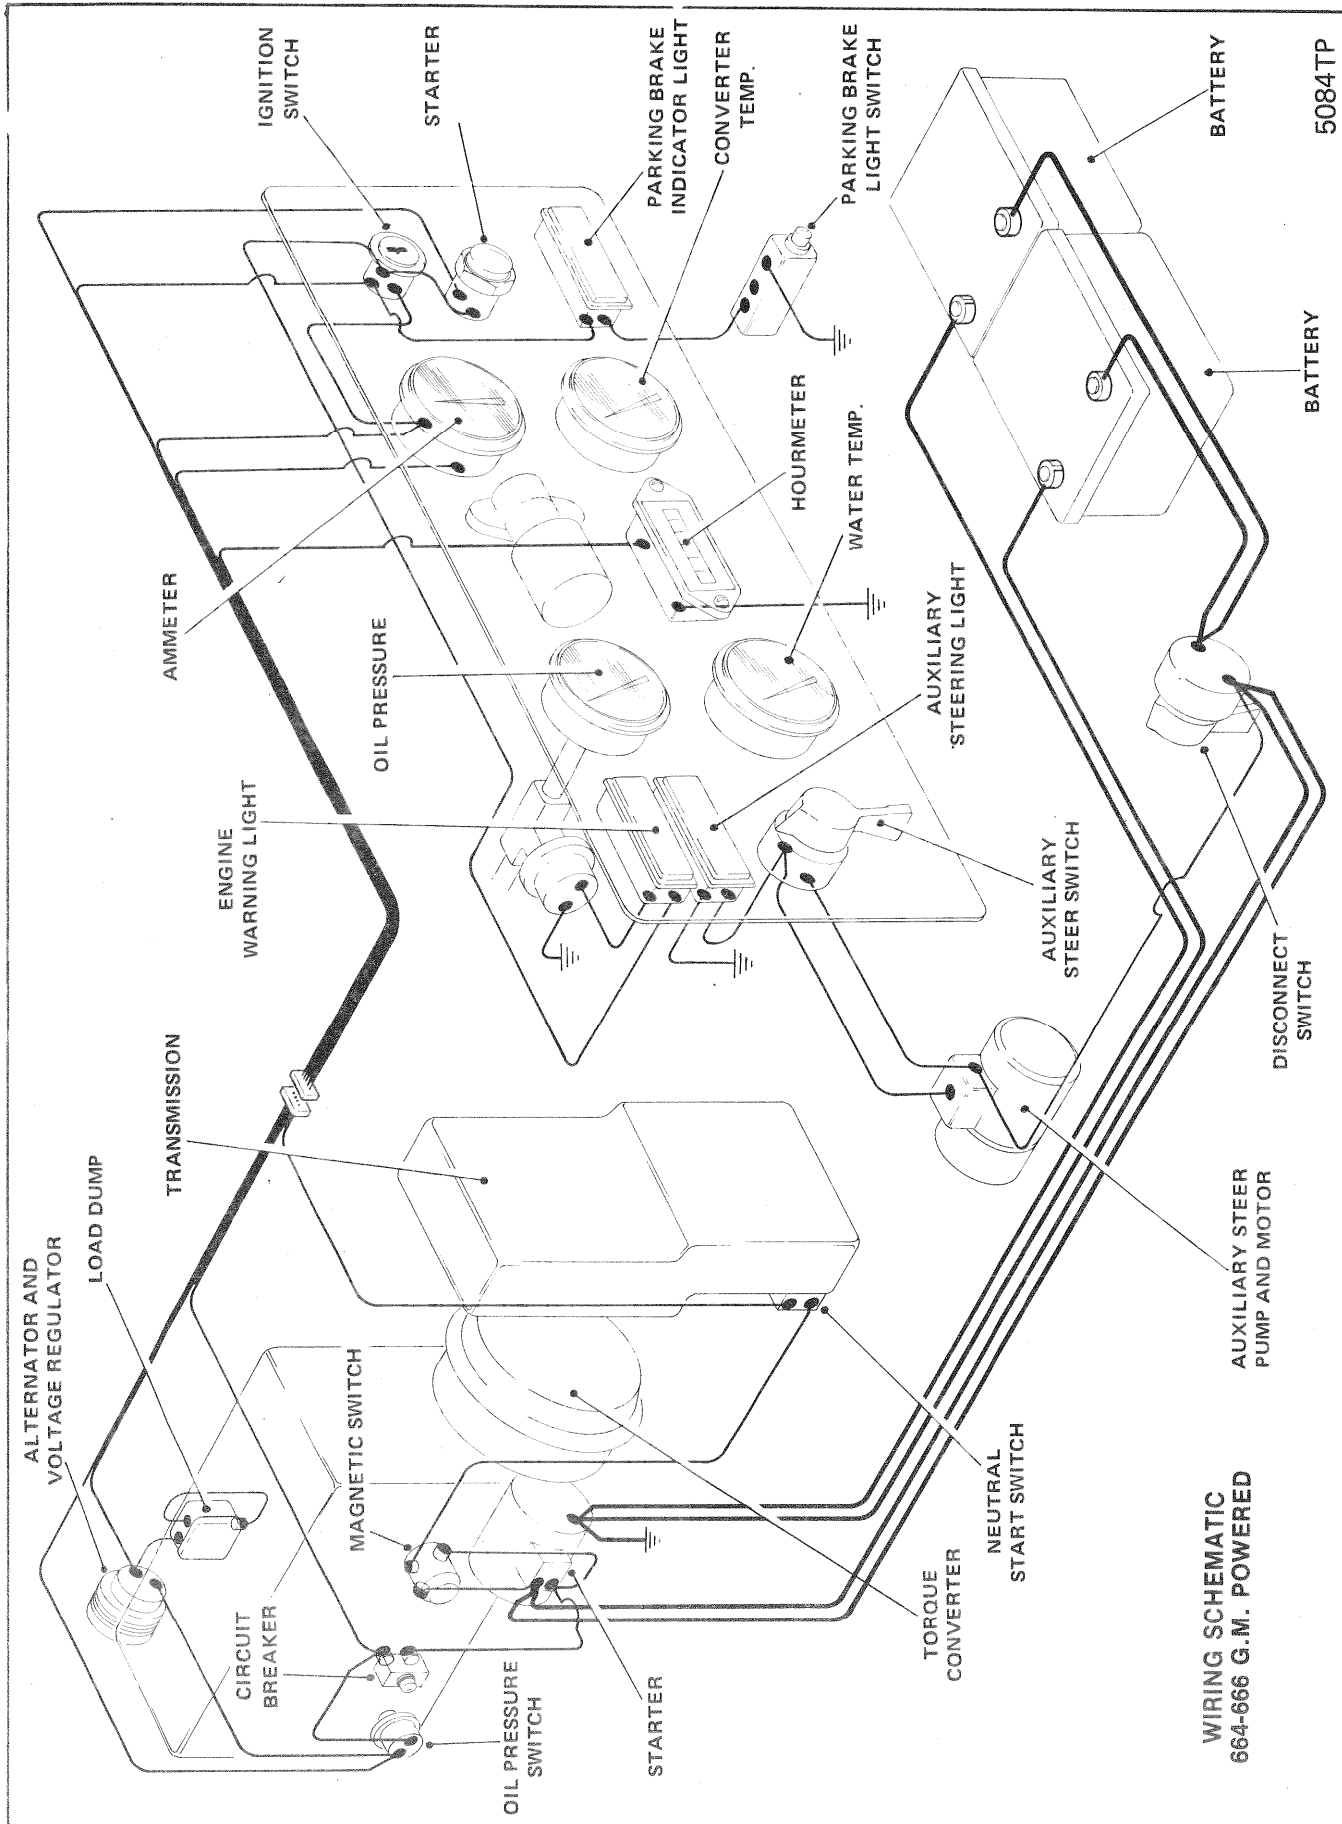 ALTERNATOR AND
VOLTAGE REGULATOR
LOAD DUMP
TRANSMISSION
ENGINE
WARNING LIGHT
OIL PRESSURE
AMMETER
IGNITION
SWITCH
STARTER
PARKING BRAKE
INDICATOR LIGHT
CONVERTER
TEMP.
PARKING BRAKE
LIGHT SWITCH
HOURMETER
WATER TEMP.
AUXILIARY
STEERING LIGHT
AUXILIARY
STEER SWITCH
BATTERY
BATTERY
DISCONNECT
SWITCH
AUXILIARY STEER
PUMP AND MOTOR
NEUTRAL
START SWITCH
TORQUE
CONVERTER
MAGNETIC SWITCH
CIRCUIT
BREAKER
OIL PRESSURE
SWITCH
STARTER
WIRING SCHEMATIC
664-666 G.M. POWERED
5084TP